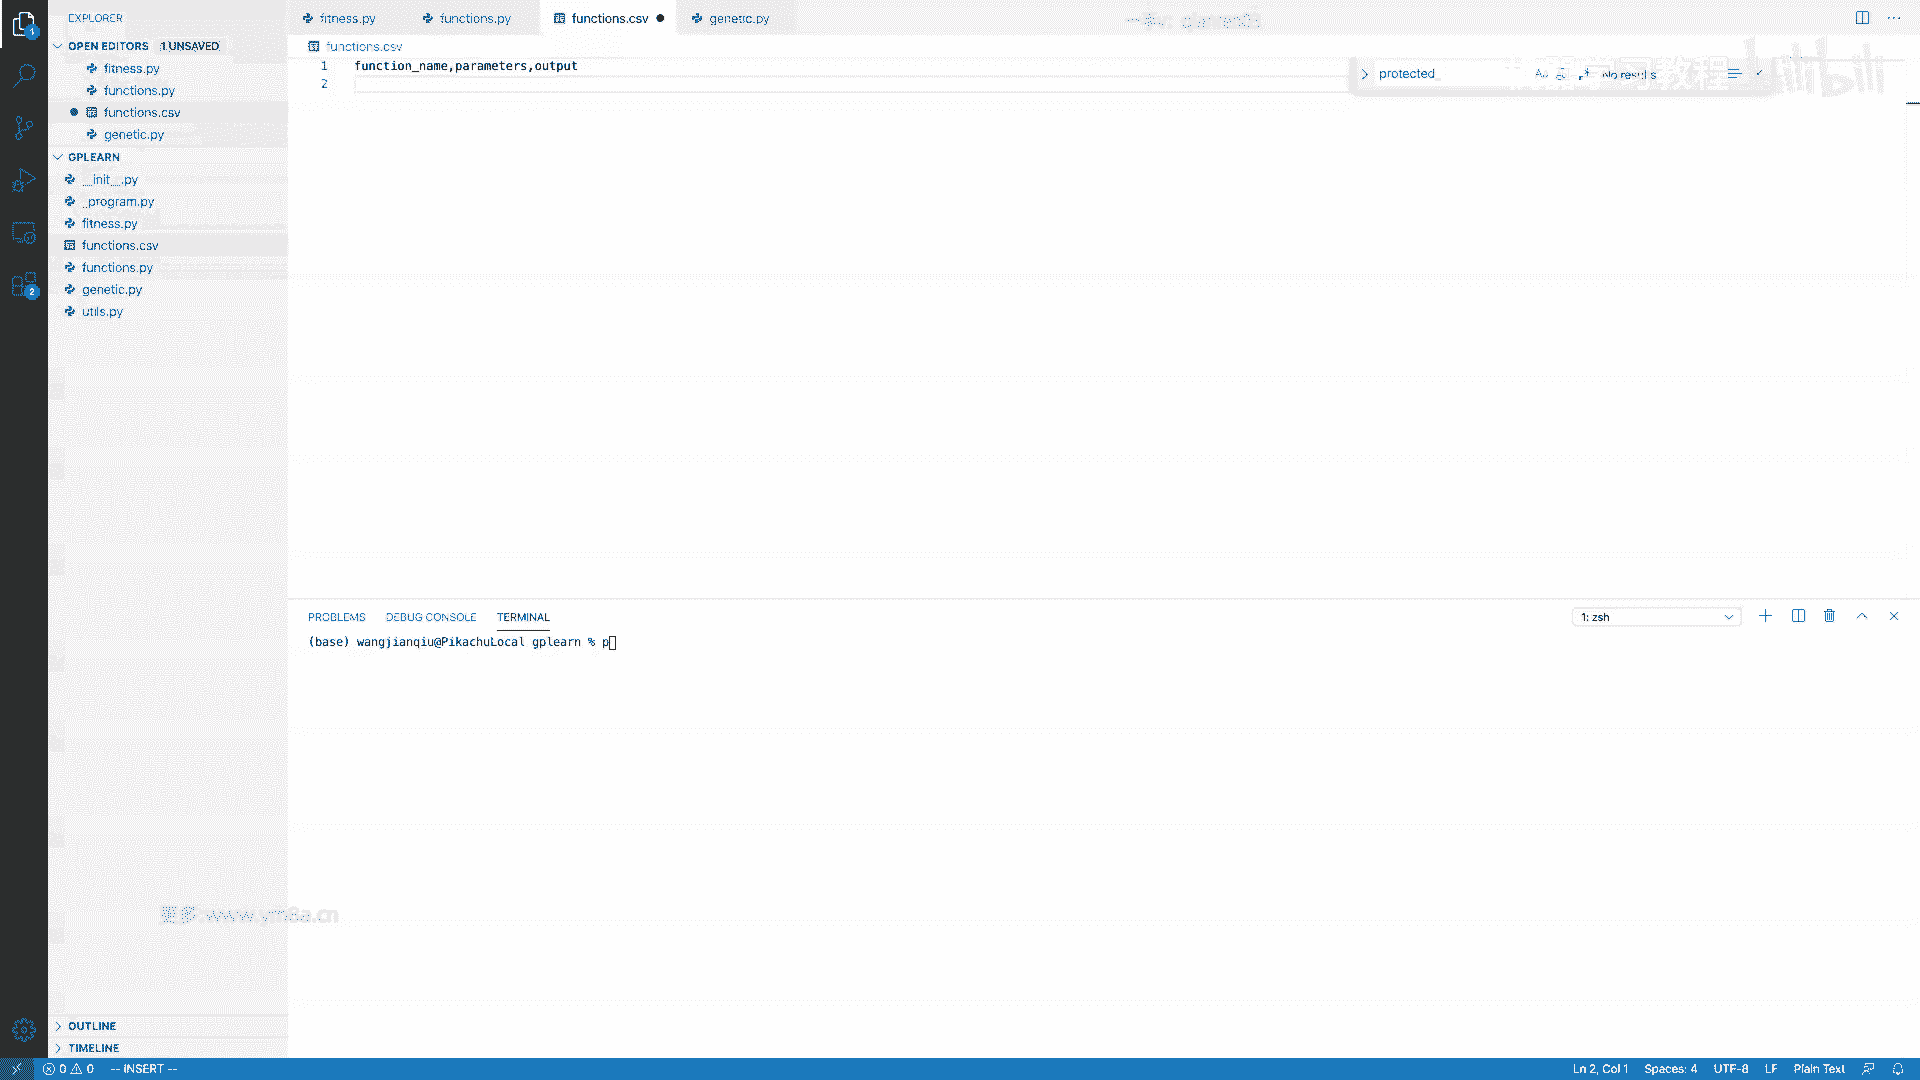 EXPLORER
OPEN EDITORS 1 UNSAVED
fitness.py
functions.py
functions.csv
genetic.py
GPLEARN
__init__.py
_program.py
fitness.py
functions.csv
functions.py
genetic.py
utils.py
OUTLINE
TIMELINE
fitness.py functions.py functions.csv genetic.py
functions.csv
1 function_name,parameters,output
2
protected No results
bilibili
PROBLEMS DEBUG CONSOLE TERMINAL
1: zsh
(base) wangjianqiu@PikachuLocal gplearn % p
1
2
0 0 -- INSERT --
Ln 2, Col 1 Spaces: 4 UTF-8 LF Plain Text